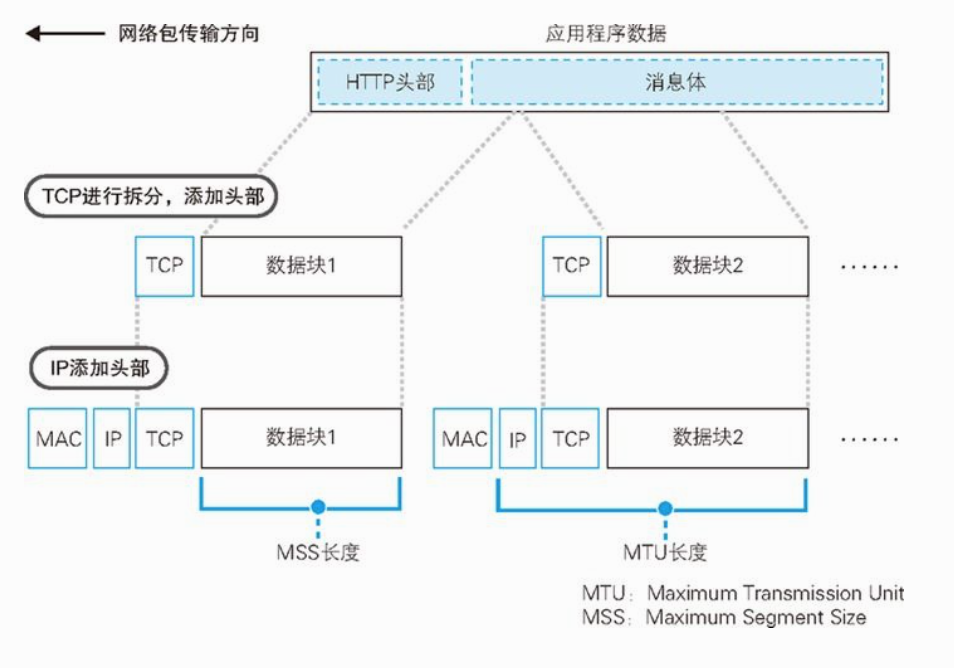 网络包传输方向
应用程序数据
HTTP头部 消息体
TCP进行拆分，添加头部
TCP 数据块1 TCP 数据块2 ······
IP添加头部
MAC IP TCP 数据块1 MAC IP TCP 数据块2 ······
MSS长度 MTU长度
MTU：Maximum Transmission Unit
MSS：Maximum Segment Size